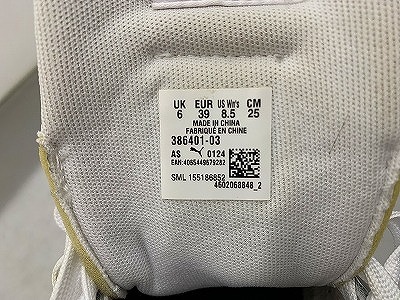 UK EUR US Wn's CM
6 39 8.5 25
MADE IN CHINA
FABRIQUÉ EN CHINE
386401-03
AS 0124
EAN:4065449679282
SML 155186852
4602068848_2